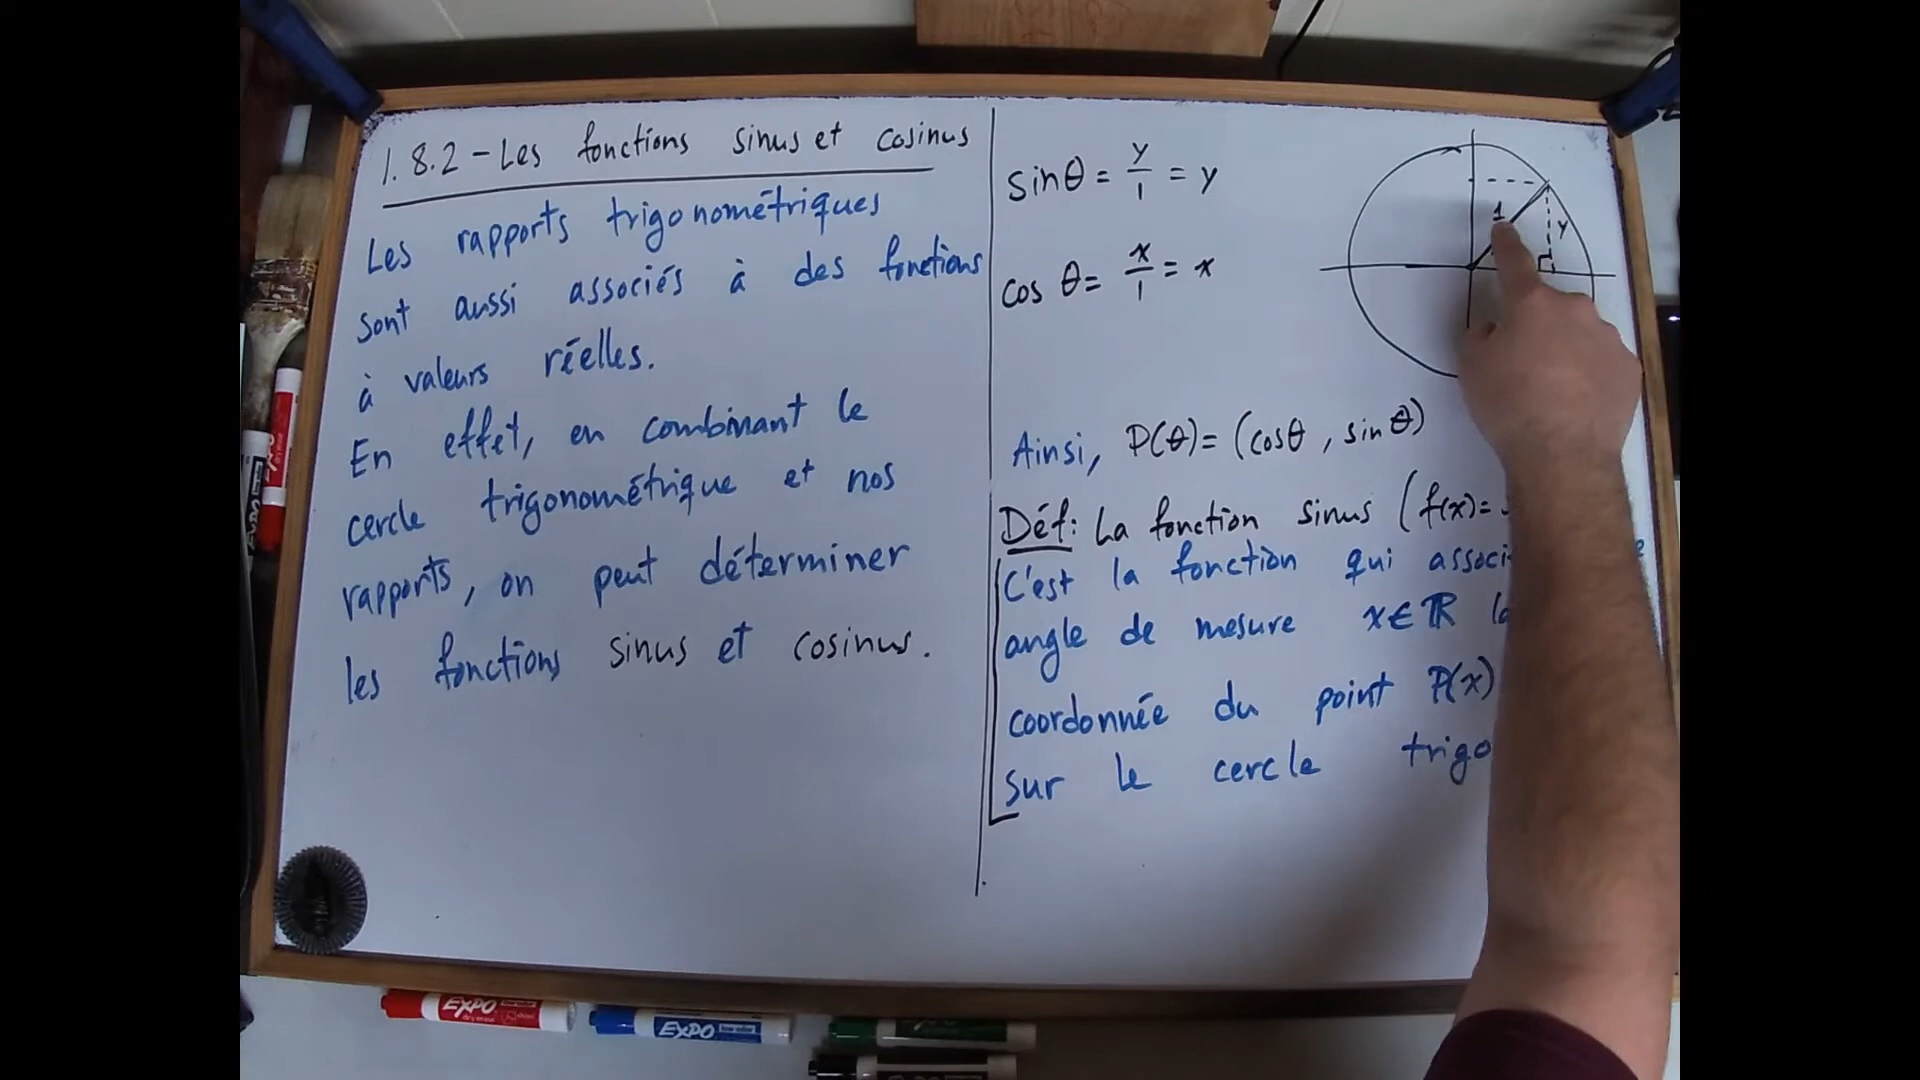 1.8.2 - Les fonctions sinus et cosinus
Les rapports trigonométriques
sont aussi associés à des fonctions
à valeurs réelles.
En effet, en combinant le
cercle trigonométrique et nos
rapports, on peut déterminer
les fonctions sinus et cosinus.
sinθ = y/1 = y
cos θ = x/1 = x
1
y
Ainsi, P(θ) = (cosθ, sin θ)
Déf: La fonction sinus (f(x)=
C'est la fonction qui
angle de mesure x∈ℝ
coordonnée du point P(x)
sur le cercle
EXPO
EXPO
EXPO